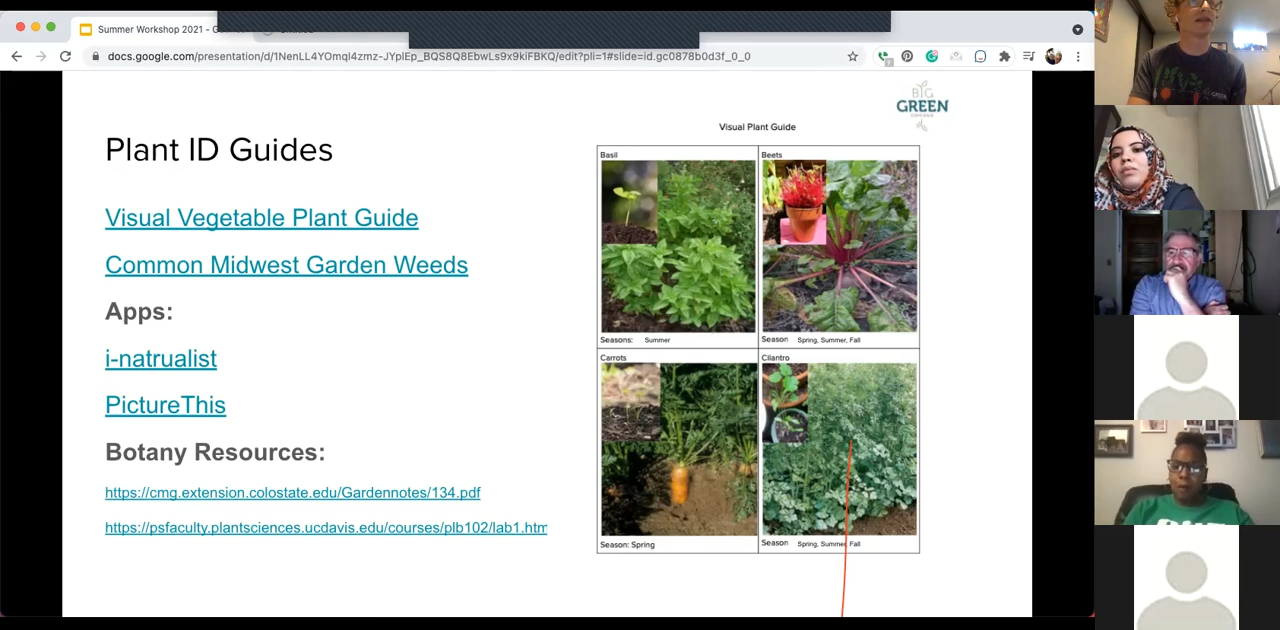 Summer Workshop 2021 - G
docs.google.com/presentation/d/1NenLL4YOmqI4zmz-JYpIEp_BQS8Q8EbwLs9x9kiFBKQ/edit?pli=1#slide=id.gc0878b0d3f_0_0
BIG
GREEN
Visual Plant Guide
Plant ID Guides
Visual Vegetable Plant Guide
Common Midwest Garden Weeds
Apps:
i-natrualist
PictureThis
Botany Resources:
https://cmg.extension.colostate.edu/Gardennotes/134.pdf
https://psfaculty.plantsciences.ucdavis.edu/courses/plb102/lab1.htm
Basil
Beets
Seasons: Summer
Season Spring, Summer, Fall
Carrots
Cilantro
Season: Spring
Season Spring, Summer, Fall